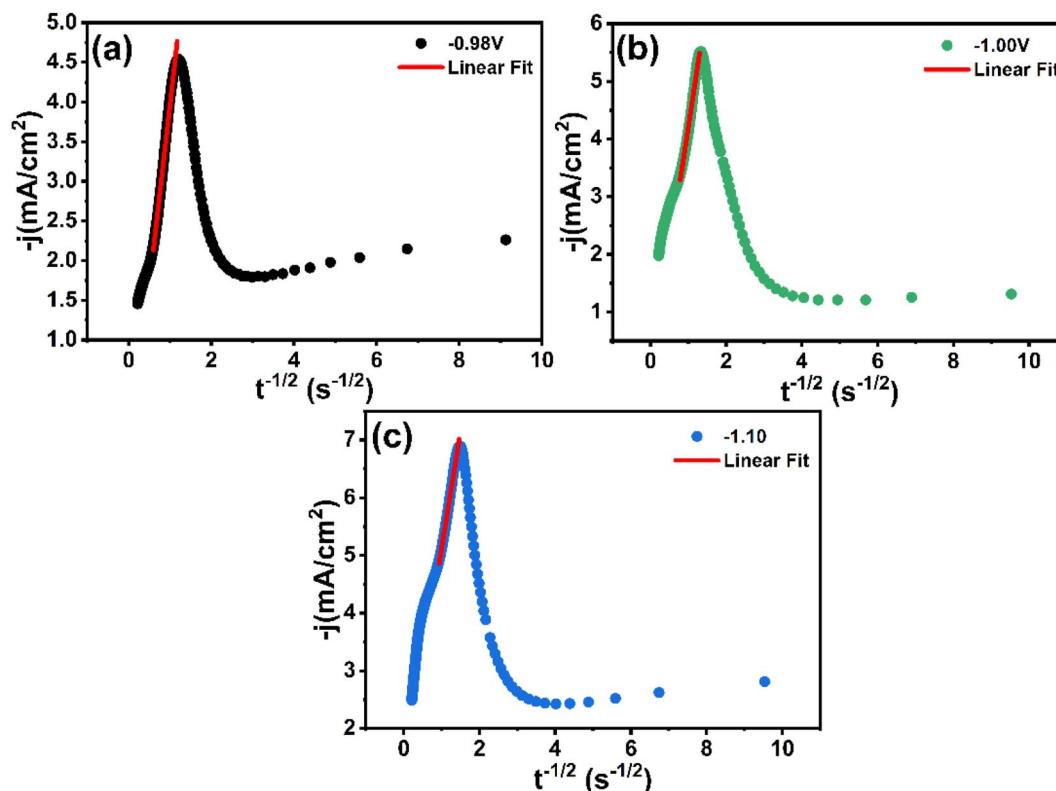 (a)
-0.98V
Linear Fit
-j(mA/cm²)
5.0
4.5
4.0
3.5
3.0
2.5
2.0
1.5
1.0
0 2 4 6 8 10
t⁻¹/² (s⁻¹/²)
(b)
-1.00V
Linear Fit
-j(mA/cm²)
6
5
4
3
2
1
0 2 4 6 8 10
t⁻¹/² (s⁻¹/²)
(c)
-1.10
Linear Fit
-j(mA/cm²)
7
6
5
4
3
2
0 2 4 6 8 10
t⁻¹/² (s⁻¹/²)